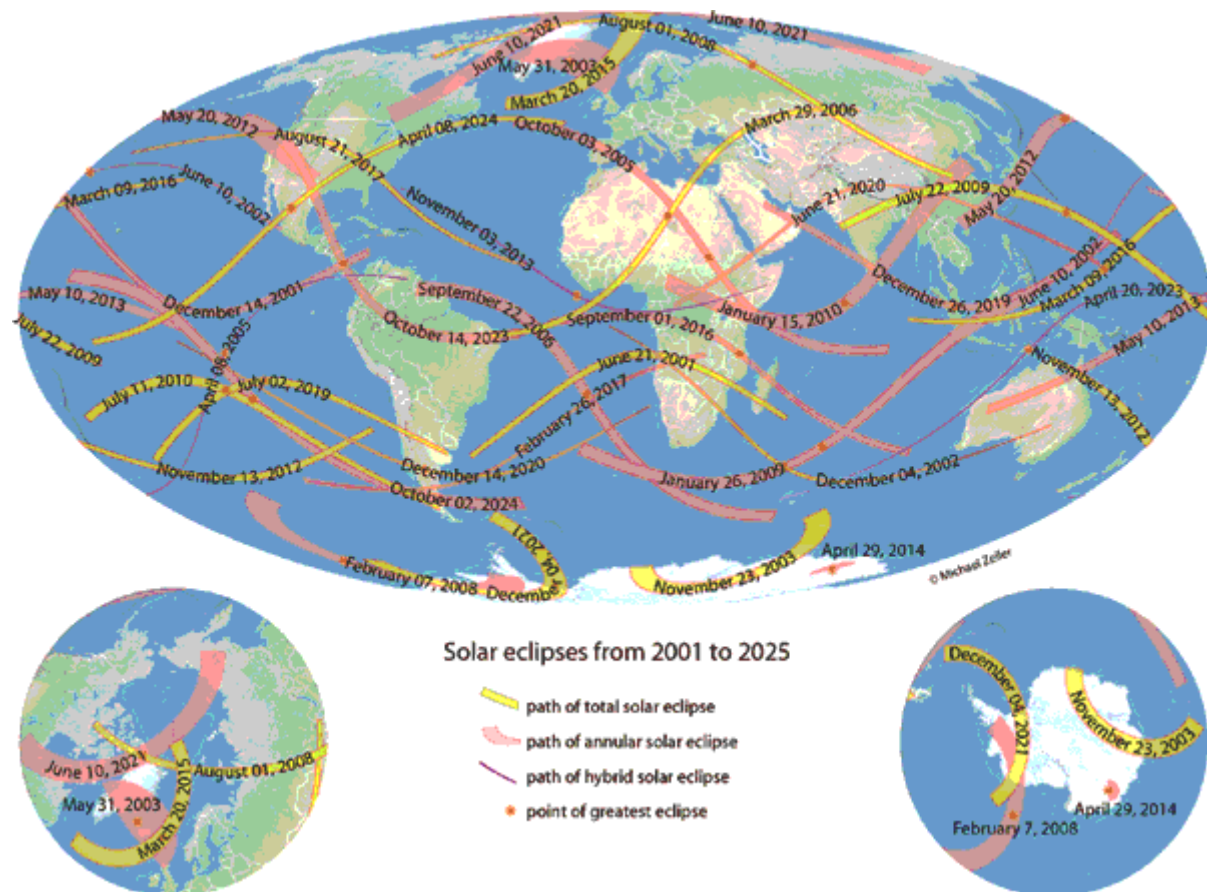 August 01, 2008
June 10, 2021
June 10, 2021
May 31, 2003
March 20, 2015
May 20, 2012
August 21, 2017
April 08, 2024
October 03, 2005
March 29, 2006
March 09, 2016
June 10, 2002
November 03, 2013
June 21, 2020
July 22, 2009
May 20, 2012
May 10, 2013
December 14, 2001
September 22, 2006
October 14, 2023
September 01, 2016
January 15, 2010
December 26, 2019
June 10, 2002
March 09, 2016
April 20, 2023
May 10, 2013
July 22, 2009
April 08, 2005
July 11, 2010
July 02, 2019
June 21, 2001
February 26, 2017
November 13, 2012
November 13, 2012
December 14, 2020
October 02, 2024
January 26, 2009
December 04, 2002
February 07, 2008
December 04, 2021
November 23, 2003
April 29, 2014
© Michael Zeiler
Solar eclipses from 2001 to 2025
path of total solar eclipse
path of annular solar eclipse
path of hybrid solar eclipse
point of greatest eclipse
June 10, 2021
August 01, 2008
May 31, 2003
March 20, 2015
December 04, 2021
November 23, 2003
April 29, 2014
February 7, 2008